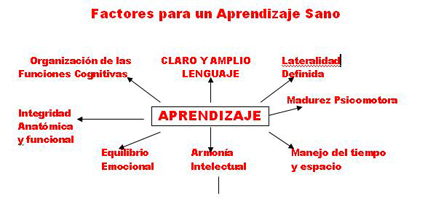 Factores para un Aprendizaje Sano
Organización de las
Funciones Cognitivas
CLARO Y AMPLIO
LENGUAJE
Lateralidad
Definida
Madurez Psicomotora
Integridad
Anatómica
y funcional
APRENDIZAJE
Equilibrio
Emocional
Armonía
Intelectual
Manejo del tiempo
y espacio